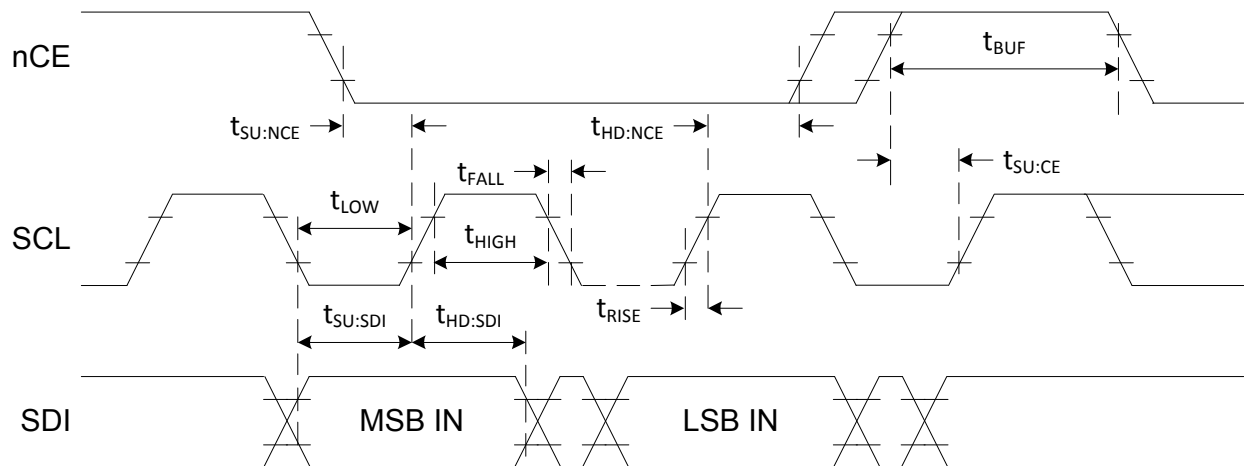 nCE
tBUF
tSU:NCE
tHD:NCE
tSU:CE
tFALL
tLOW
SCL
tHIGH
tRISE
tSU:SDI
tHD:SDI
SDI
MSB IN
LSB IN